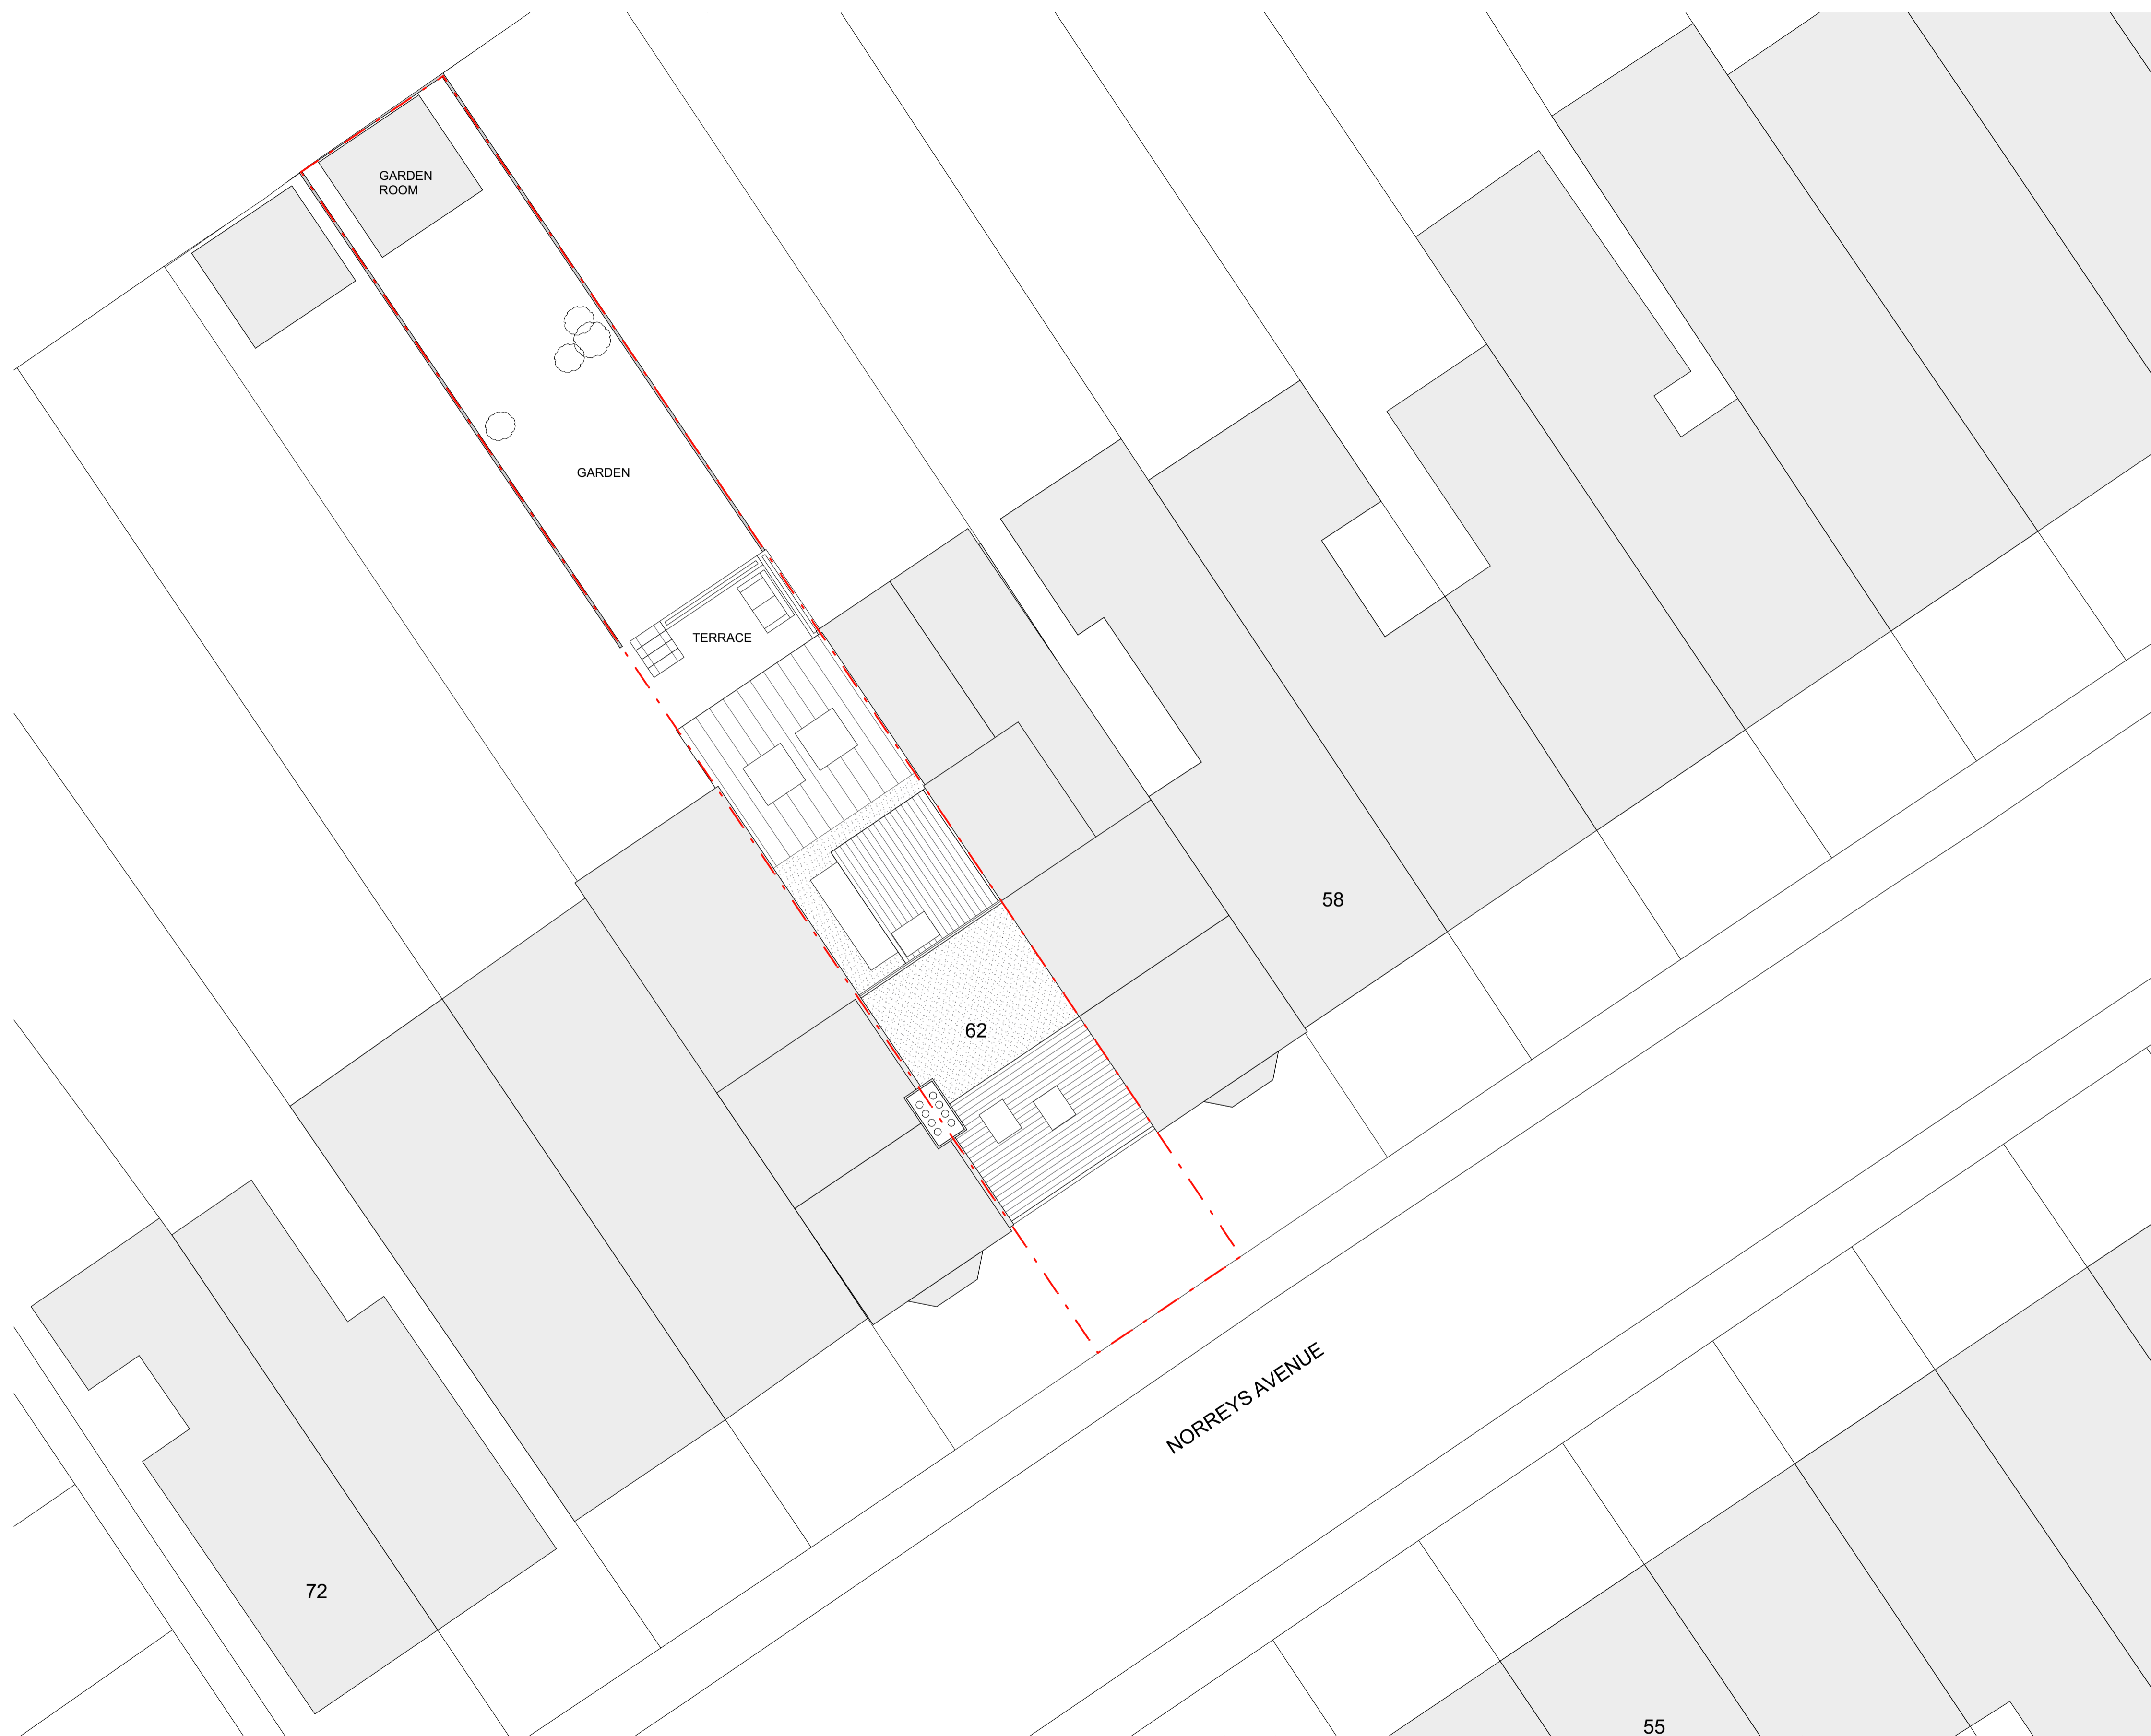 GARDEN
ROOM
GARDEN
TERRACE
58
62
NORREYS AVENUE
72
55